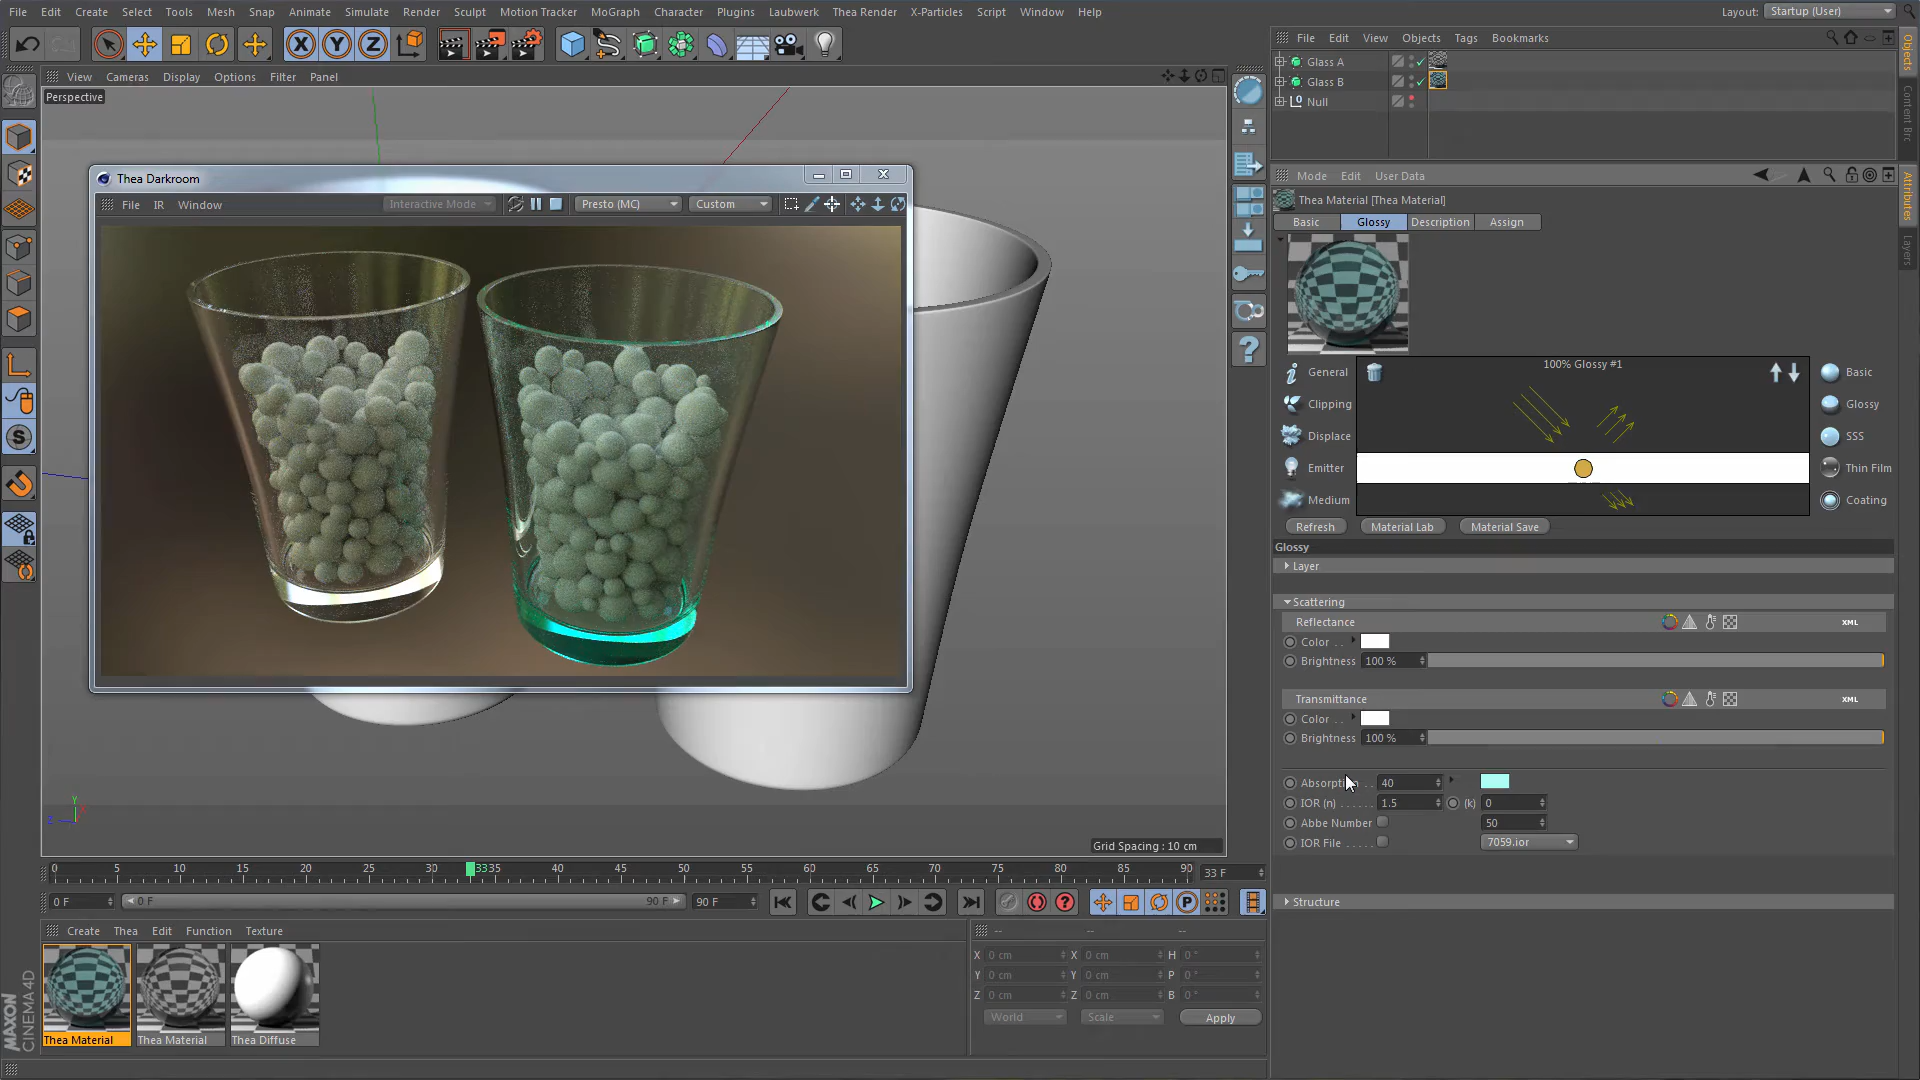 File Edit Create Select Tools Mesh Snap Animate Simulate Render Sculpt Motion Tracker MoGraph Character Plugins Laubwerk Thea Render X-Particles Script Window Help Layout: Startup (User)
View Cameras Display Options Filter Panel
Perspective
Thea Darkroom
File IR Window Interactive Mode Presto (MC) Custom
Grid Spacing : 10 cm
Y
X
Z
File Edit View Objects Tags Bookmarks
Glass A
Glass B
Null
Objects
Content Brc
Attributes
Layers
Mode Edit User Data
Thea Material [Thea Material]
Basic Glossy Description Assign
100% Glossy #1
General
Clipping
Displace
Emitter
Medium
Basic
Glossy
SSS
Thin Film
Coating
Refresh Material Lab Material Save
Glossy
Layer
Scattering
Reflectance XML
Color . .
Brightness 100 %
Transmittance XML
Color . .
Brightness 100 %
Absorption . . 40
IOR (n) . . . . . . 1.5 (k) 0
Abbe Number 50
IOR File . . . . . 7059.ior
Structure
0 5 10 15 20 25 30 3335 40 45 50 55 60 65 70 75 80 85 90 33 F
0 F 0 F 90 F 90 F
Create Thea Edit Function Texture
Thea Material Thea Material Thea Diffuse
-- -- --
X 0 cm X 0 cm H 0 °
Y 0 cm Y 0 cm P 0 °
Z 0 cm Z 0 cm B 0 °
World Scale Apply
MAXON
CINEMA 4D